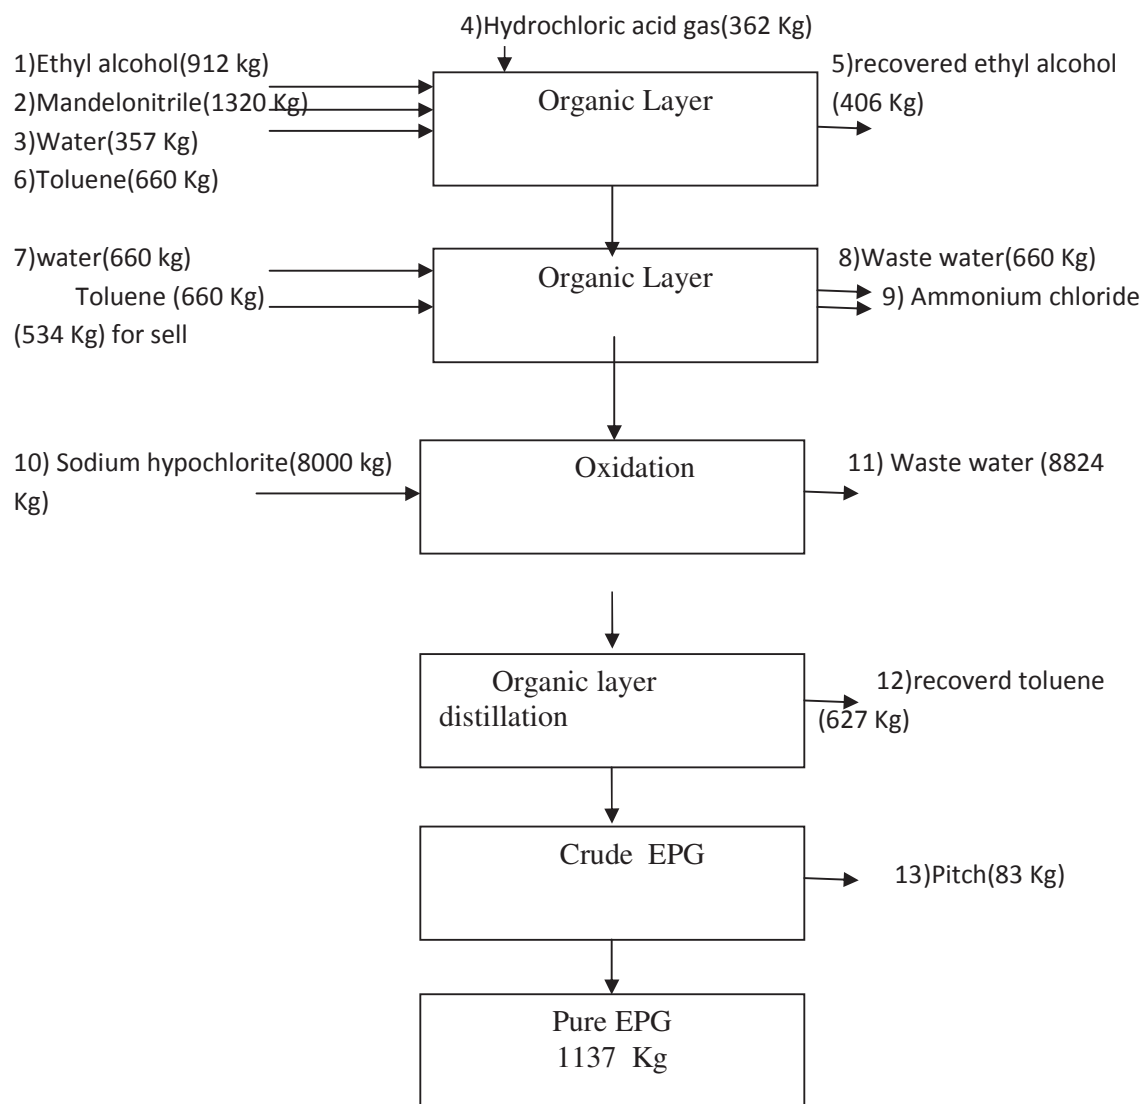 4)Hydrochloric acid gas(362 Kg)
1)Ethyl alcohol(912 kg)
2)Mandelonitrile(1320 Kg)
3)Water(357 Kg)
6)Toluene(660 Kg)
Organic Layer
5)recovered ethyl alcohol
(406 Kg)
7)water(660 kg)
Toluene (660 Kg)
(534 Kg) for sell
Organic Layer
8)Waste water(660 Kg)
9) Ammonium chloride
10) Sodium hypochlorite(8000 kg)
Kg)
Oxidation
11) Waste water (8824
Organic layer
distillation
12)recoverd toluene
(627 Kg)
Crude EPG
13)Pitch(83 Kg)
Pure EPG
1137 Kg